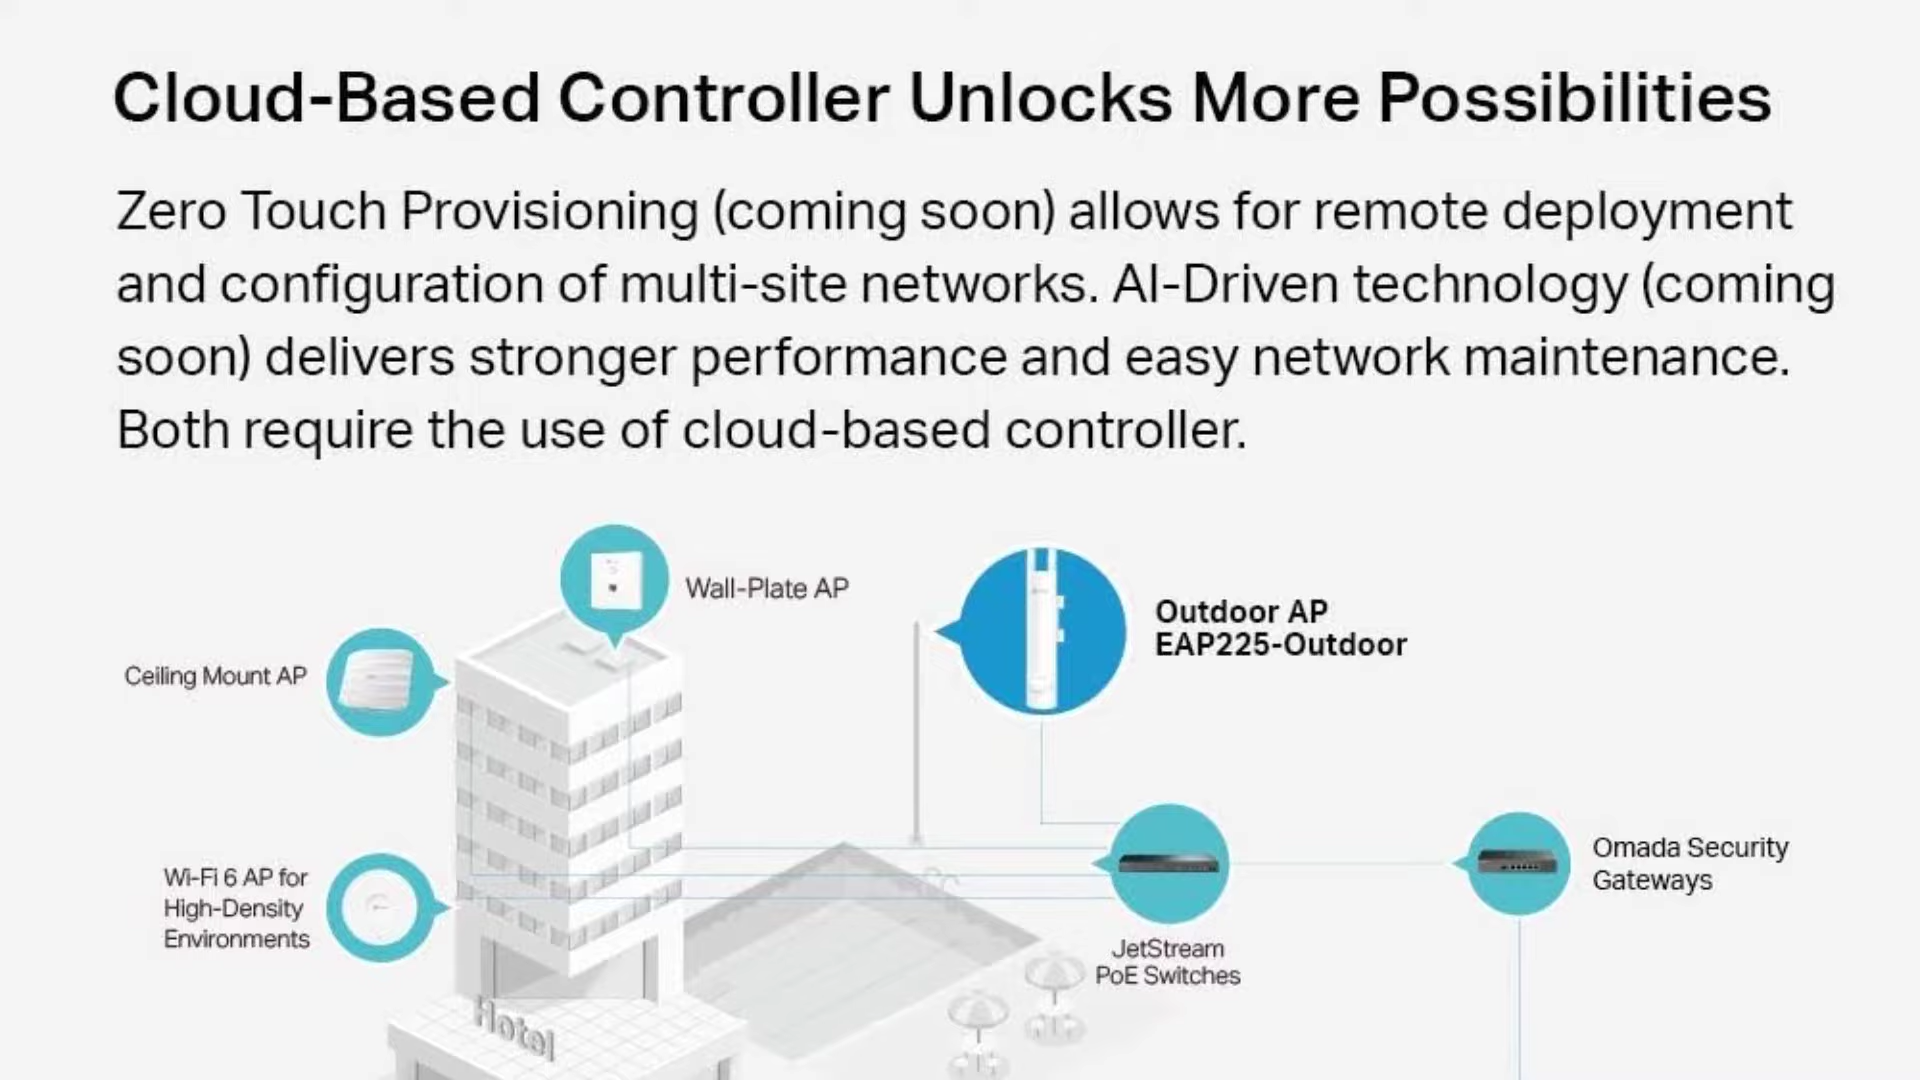 Cloud-Based Controller Unlocks More Possibilities
Zero Touch Provisioning (coming soon) allows for remote deployment
and configuration of multi-site networks. AI-Driven technology (coming
soon) delivers stronger performance and easy network maintenance.
Both require the use of cloud-based controller.
Wall-Plate AP
Outdoor AP
EAP225-Outdoor
Ceiling Mount AP
Omada Security
Gateways
Wi-Fi 6 AP for
High-Density
Environments
JetStream
PoE Switches
Hotel